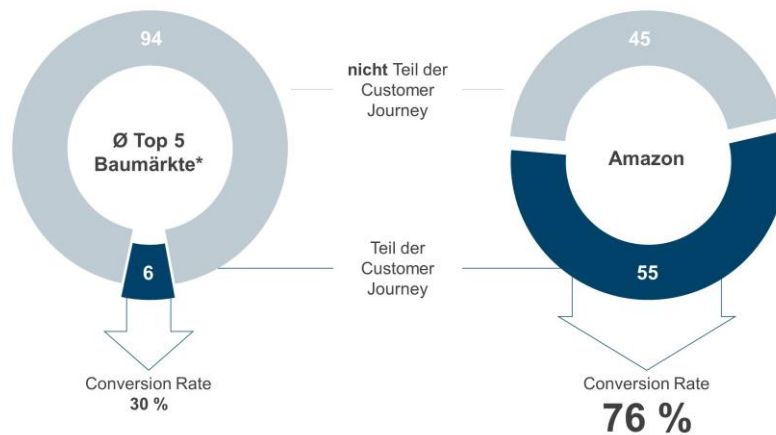 94
nicht Teil der
Customer
Journey
45
Ø Top 5
Baumärkte*
Amazon
6
Teil der
Customer
Journey
55
Conversion Rate
30 %
Conversion Rate
76 %